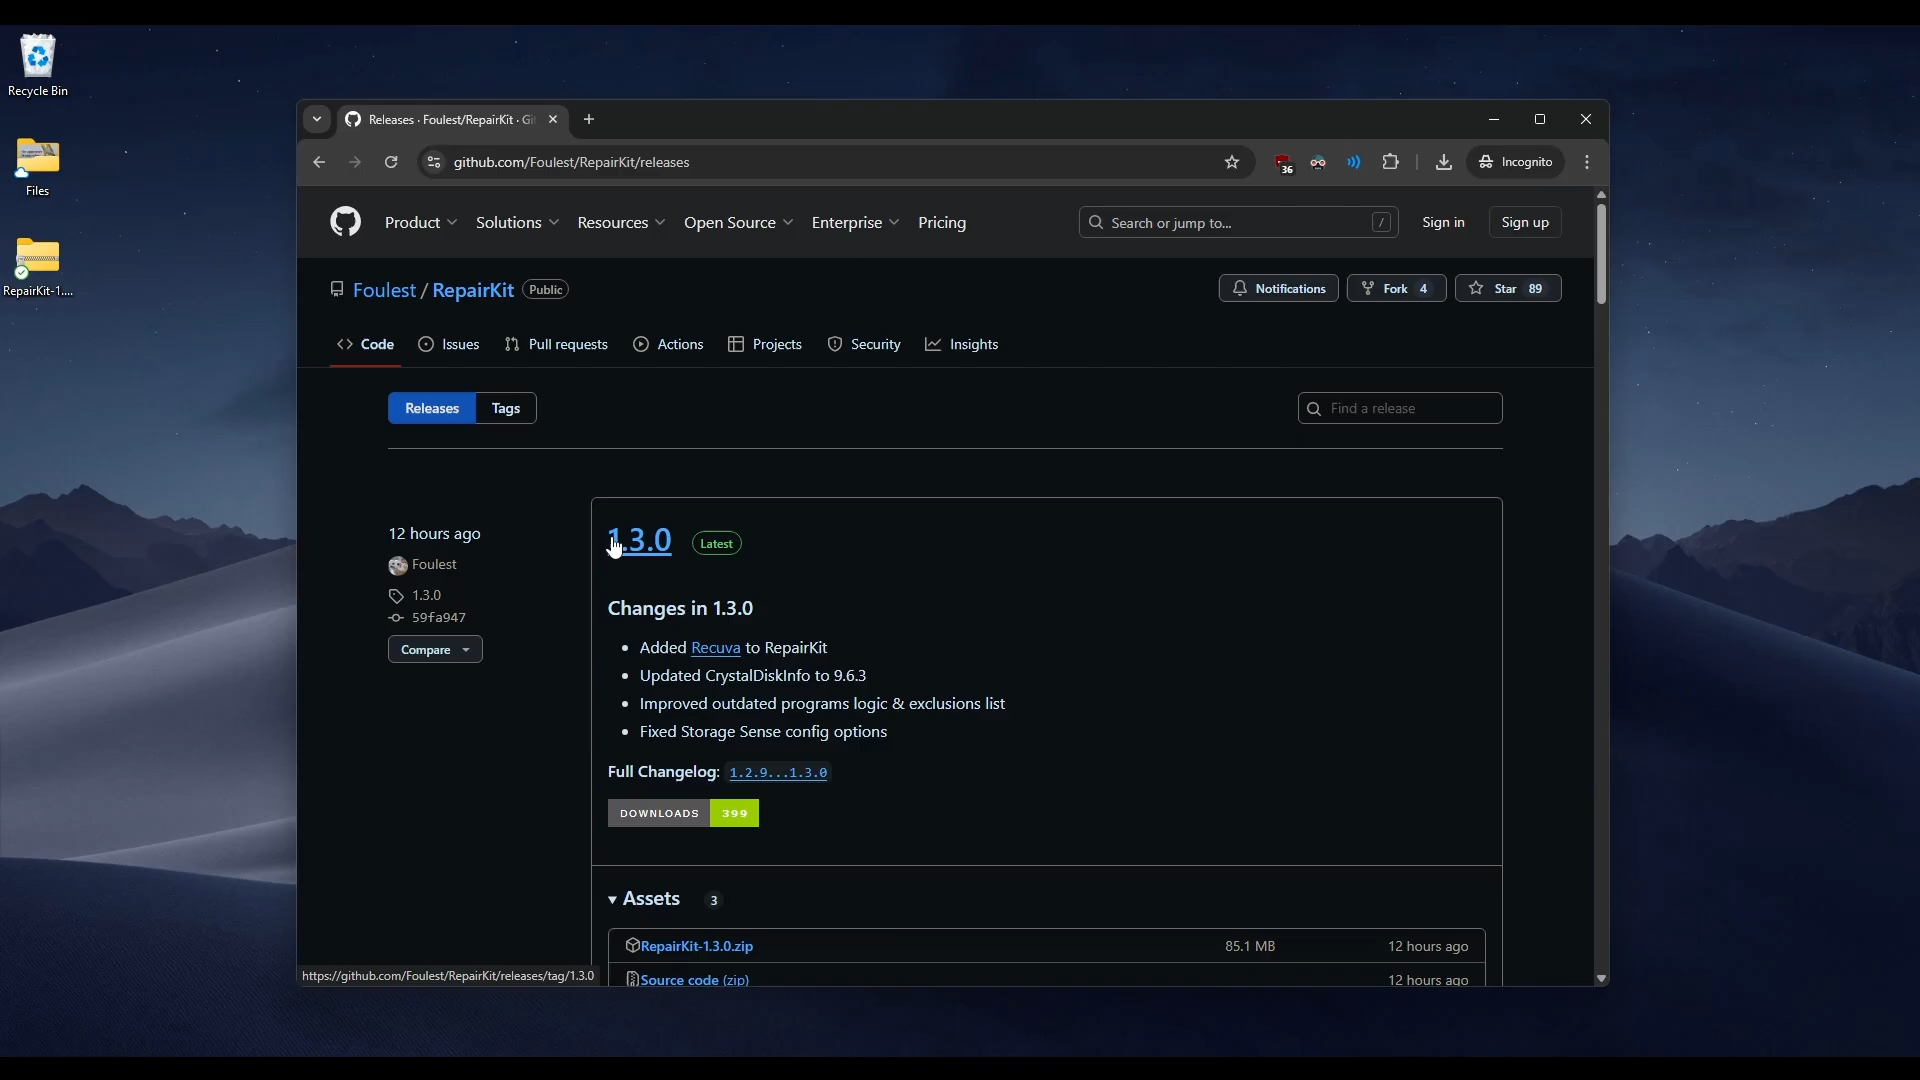 Recycle Bin
Files
RepairKit-1....
Releases · Foulest/RepairKit · Gi
github.com/Foulest/RepairKit/releases
36
Incognito
Product
Solutions
Resources
Open Source
Enterprise
Pricing
Search or jump to...
/
Sign in
Sign up
Foulest / RepairKit
Public
Notifications
Fork 4
Star 89
Code
Issues
Pull requests
Actions
Projects
Security
Insights
Releases
Tags
Find a release
12 hours ago
Foulest
1.3.0
59fa947
Compare
1.3.0
Latest
Changes in 1.3.0
• Added Recuva to RepairKit
• Updated CrystalDiskInfo to 9.6.3
• Improved outdated programs logic & exclusions list
• Fixed Storage Sense config options
Full Changelog: 1.2.9...1.3.0
DOWNLOADS 399
Assets 3
RepairKit-1.3.0.zip 85.1 MB 12 hours ago
Source code (zip) 12 hours ago
https://github.com/Foulest/RepairKit/releases/tag/1.3.0